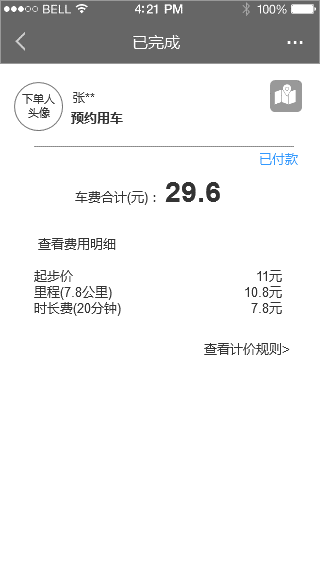 BELL 4:21 PM 100%
已完成
下单人
头像
张**
预约用车
已付款
车费合计(元)： 29.6
查看费用明细
起步价 11元
里程(7.8公里) 10.8元
时长费(20分钟) 7.8元
查看计价规则>